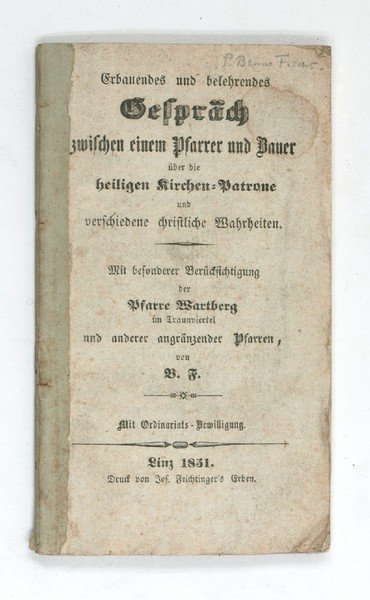 P. Bruno
Erbauendes und belehrendes
Gespräch
zwischen einem Pfarrer und Bauer
über die
heiligen Kirchen-Patrone
und
verschiedene christliche Wahrheiten.
Mit besonderer Berücksichtigung
der
Pfarre Wartberg
im Traunviertel
und anderer angränzender Pfarren,
von
B. F.
Mit Ordinariats-Bewilligung.
Linz 1851.
Druck von Jos. Feichtinger's Erben.